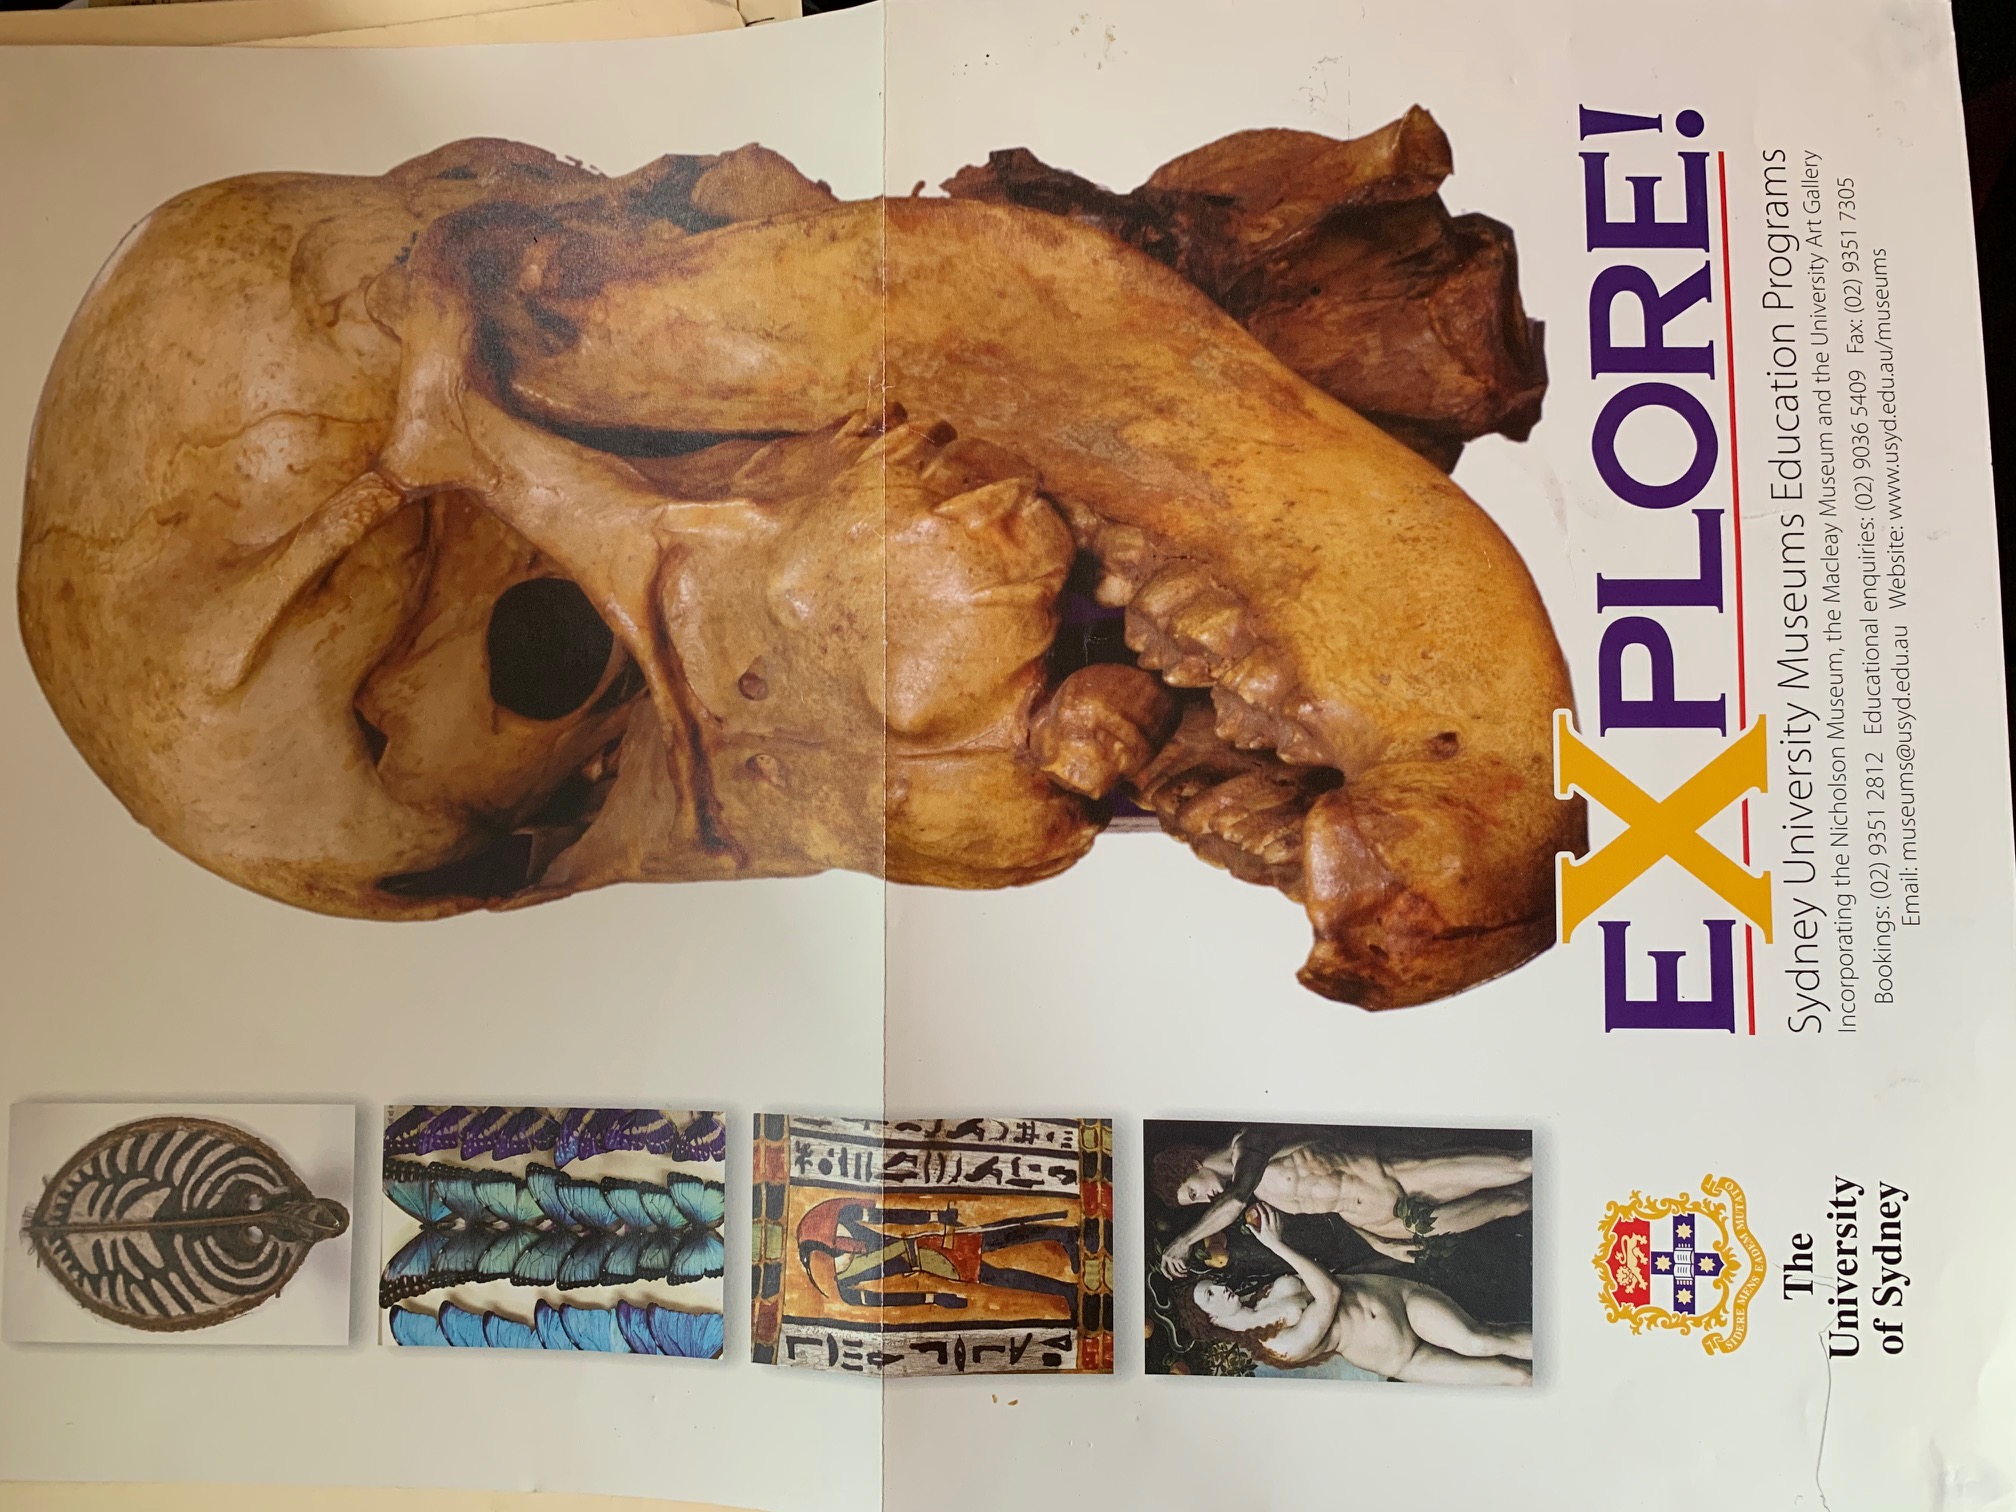 SIDERE MENS EADEM MUTATO
The
University
of Sydney
EXPLORE!
Sydney University Museums Education Programs
Incorporating the Nicholson Museum, the Macleay Museum and the University Art Gallery
Bookings: (02) 9351 2812 Educational enquiries: (02) 9036 5409 Fax: (02) 9351 7305
Email: museums@usyd.edu.au Website: www.usyd.edu.au/museums